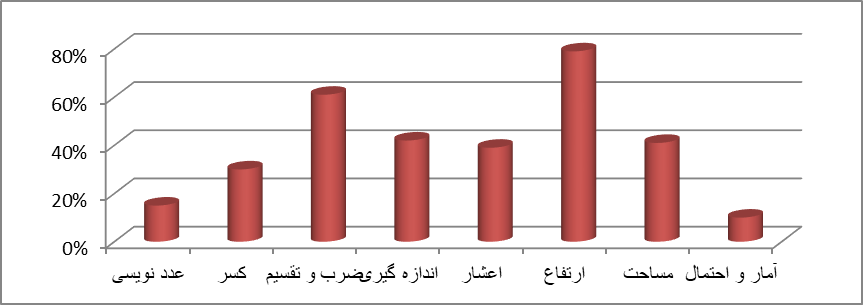 80%
60%
40%
20%
0%
عدد نویسی
کسر
ضرب و تقسیم
اندازه گیری
اعشار
ارتفاع
مساحت
آمار و احتمال